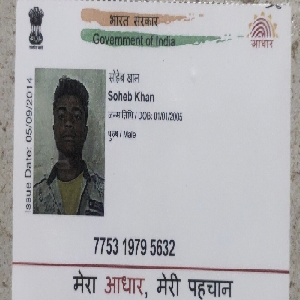 भारत सरकार
Government of India
आधार
Issue Date: 05/09/2014
सोहेब खान
Soheb Khan
जन्म तिथि / DOB: 01/01/2005
पुरुष / Male
7753 1979 5632
मेरा आधार, मेरी पहचान